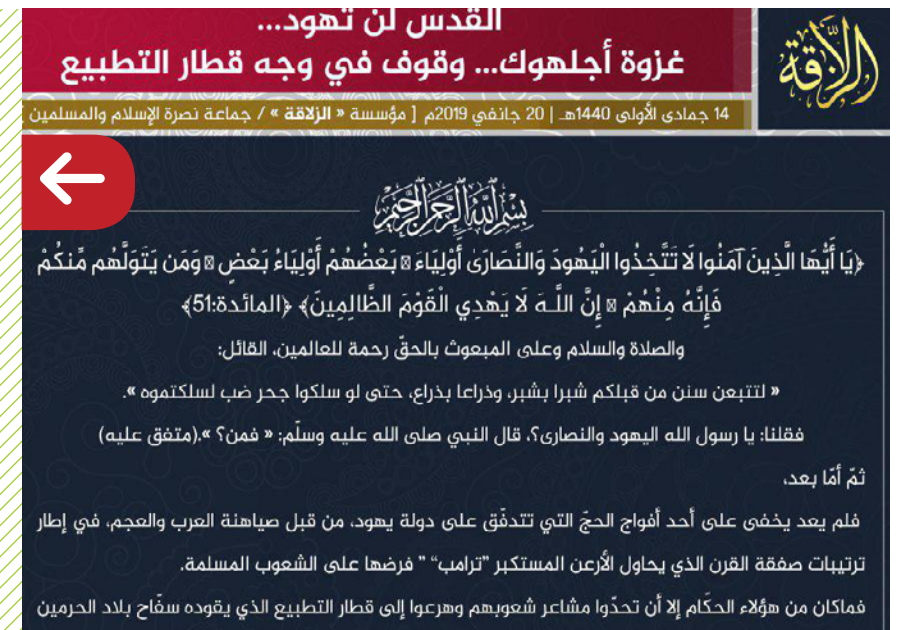 القدس لن تهود...
غزوة أجلهوك... وقوف في وجه قطار التطبيع
الزلاقة
14 جمادى الأولى 1440هـ | 20 جانفي 2019م [ مؤسسة « الزلاقة » / جماعة نصرة الإسلام والمسلمين ]
بسم الله الرحمن الرحيم
﴿يَا أَيُّهَا الَّذِينَ آمَنُوا لَا تَتَّخِذُوا الْيَهُودَ وَالنَّصَارَىٰ أَوْلِيَاءَ ۘ بَعْضُهُمْ أَوْلِيَاءُ بَعْضٍ ۚ وَمَن يَتَوَلَّهُم مِّنكُمْ
فَإِنَّهُ مِنْهُمْ ۗ إِنَّ اللَّـهَ لَا يَهْدِي الْقَوْمَ الظَّالِمِينَ﴾ ﴿المائدة:51﴾
والصلاة والسلام وعلى المبعوث بالحقّ رحمة للعالمين، القائل:
« لتتبعن سنن من قبلكم شبرا بشبر، وذراعا بذراع، حتى لو سلكوا جحر ضب لسلكتموه ».
فقلنا: يا رسول الله اليهود والنصارى؟، قال النبي صلى الله عليه وسلّم: « فمن؟ ».(متفق عليه)
ثمّ أمّا بعد،
فلم يعد يخفى على أحد أفواج الحجّ التي تتدفّق على دولة يهود، من قبل صياهنة العرب والعجم، في إطار
ترتيبات صفقة القرن الذي يحاول الأرعن المستكبر "ترامب" " فرضها على الشعوب المسلمة.
فماكان من هؤلاء الحكّام إلا أن تحدّوا مشاعر شعوبهم وهرعوا إلى قطار التطبيع الذي يقوده سفّاح بلاد الحرمين